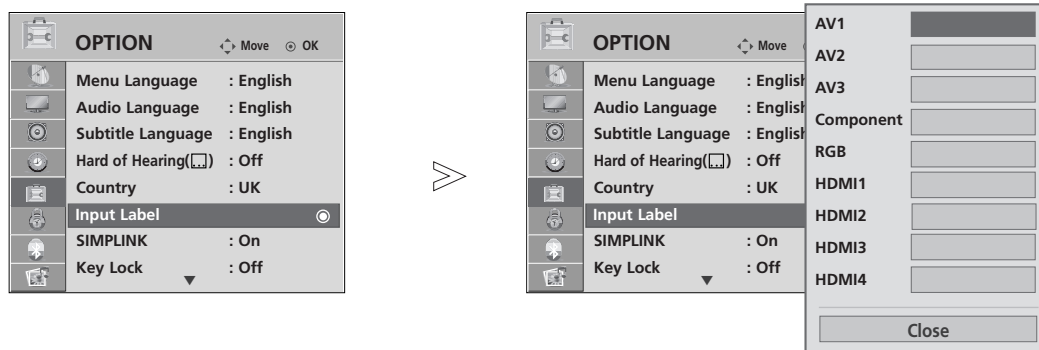 OPTION Move OK
Menu Language : English
Audio Language : English
Subtitle Language : English
Hard of Hearing( ) : Off
Country : UK
Input Label
SIMPLINK : On
Key Lock : Off
OPTION Move
Menu Language : English
Audio Language : English
Subtitle Language : English
Hard of Hearing( ) : Off
Country : UK
Input Label
SIMPLINK : On
Key Lock : Off
AV1
AV2
AV3
Component
RGB
HDMI1
HDMI2
HDMI3
HDMI4
Close